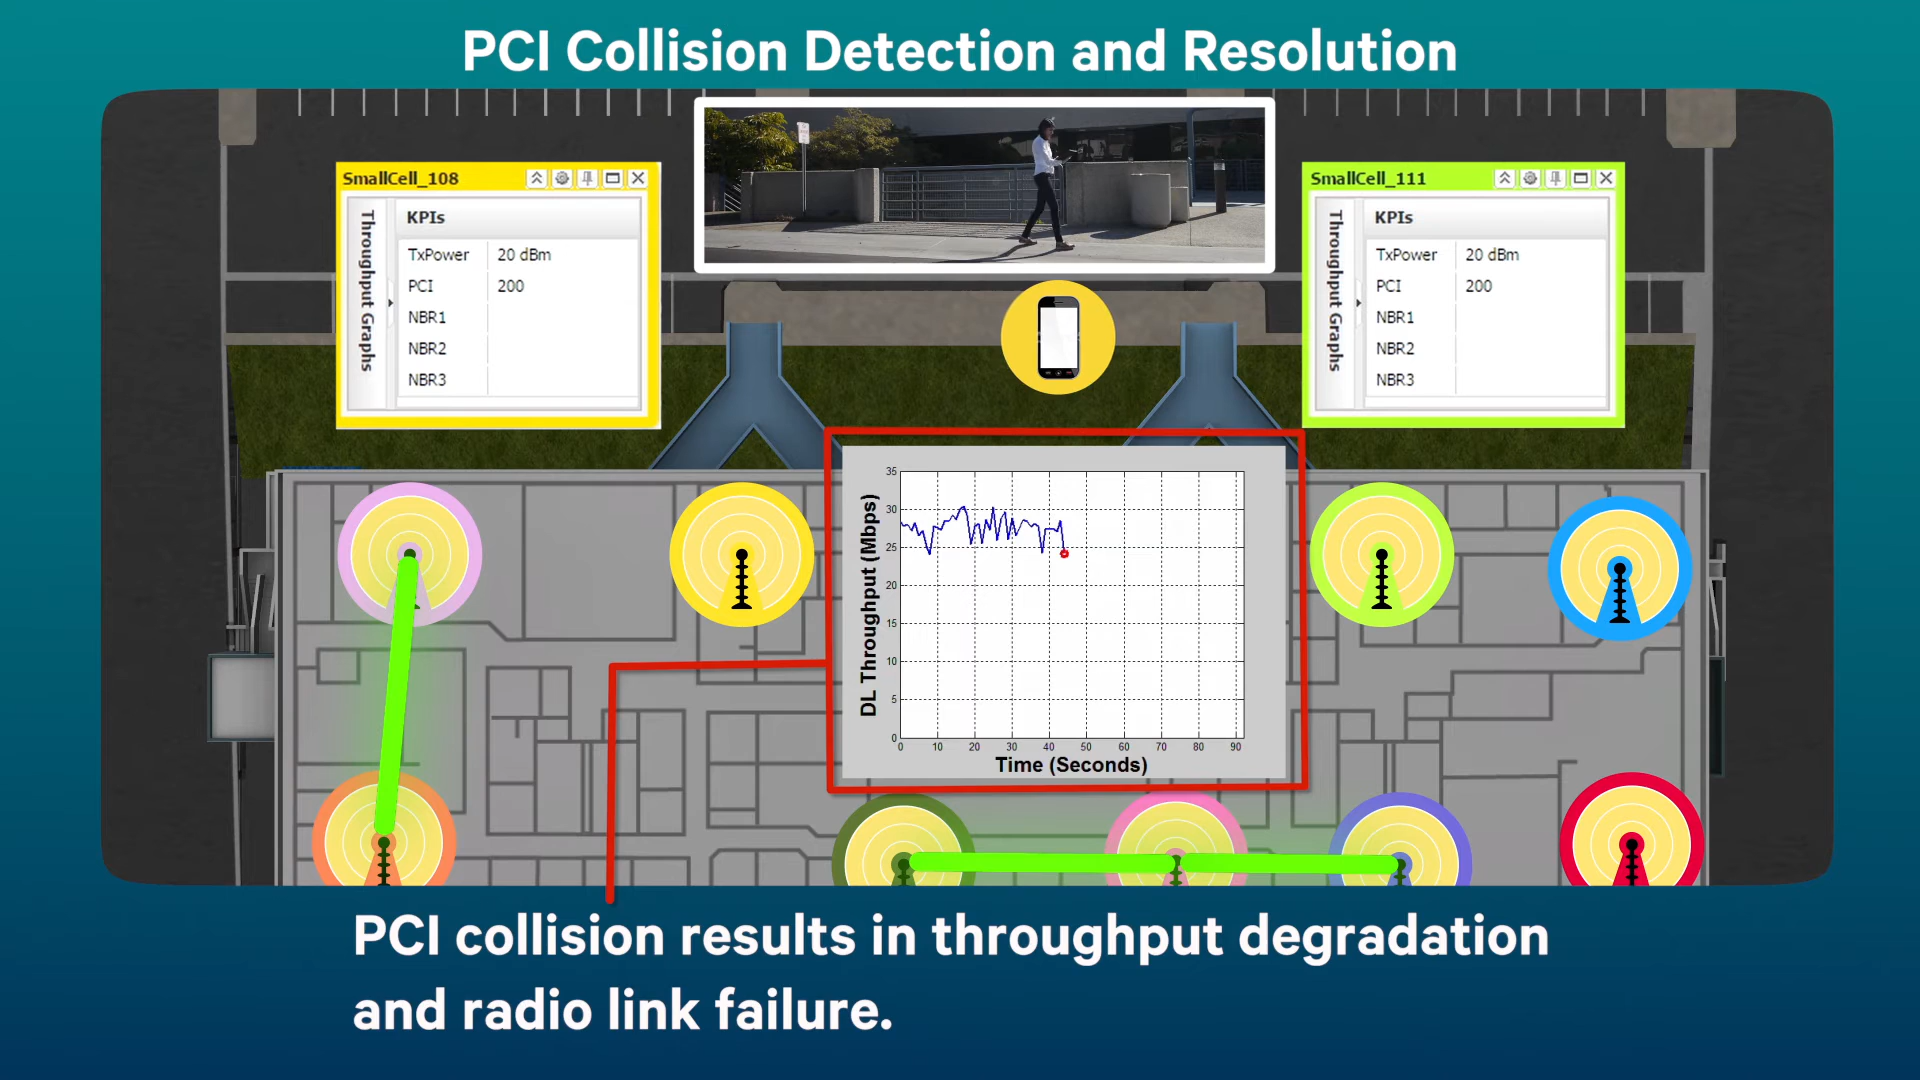 PCI Collision Detection and Resolution
SmallCell_108
Throughput Graphs
KPIs
TxPower 20 dBm
PCI 200
NBR1
NBR2
NBR3
SmallCell_111
Throughput Graphs
KPIs
TxPower 20 dBm
PCI 200
NBR1
NBR2
NBR3
DL Throughput (Mbps)
35
30
25
20
15
10
5
0
0 10 20 30 40 50 60 70 80 90
Time (Seconds)
PCI collision results in throughput degradation
and radio link failure.